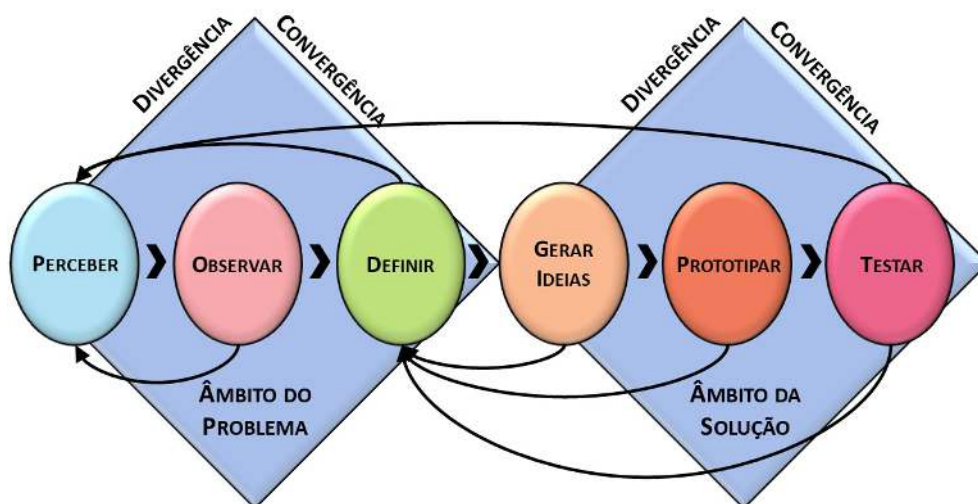 DIVERGÊNCIA
CONVERGÊNCIA
DIVERGÊNCIA
CONVERGÊNCIA
PERCEBER
OBSERVAR
DEFINIR
GERAR
IDEIAS
PROTOTIPAR
TESTAR
ÂMBITO DO
PROBLEMA
ÂMBITO DA
SOLUÇÃO